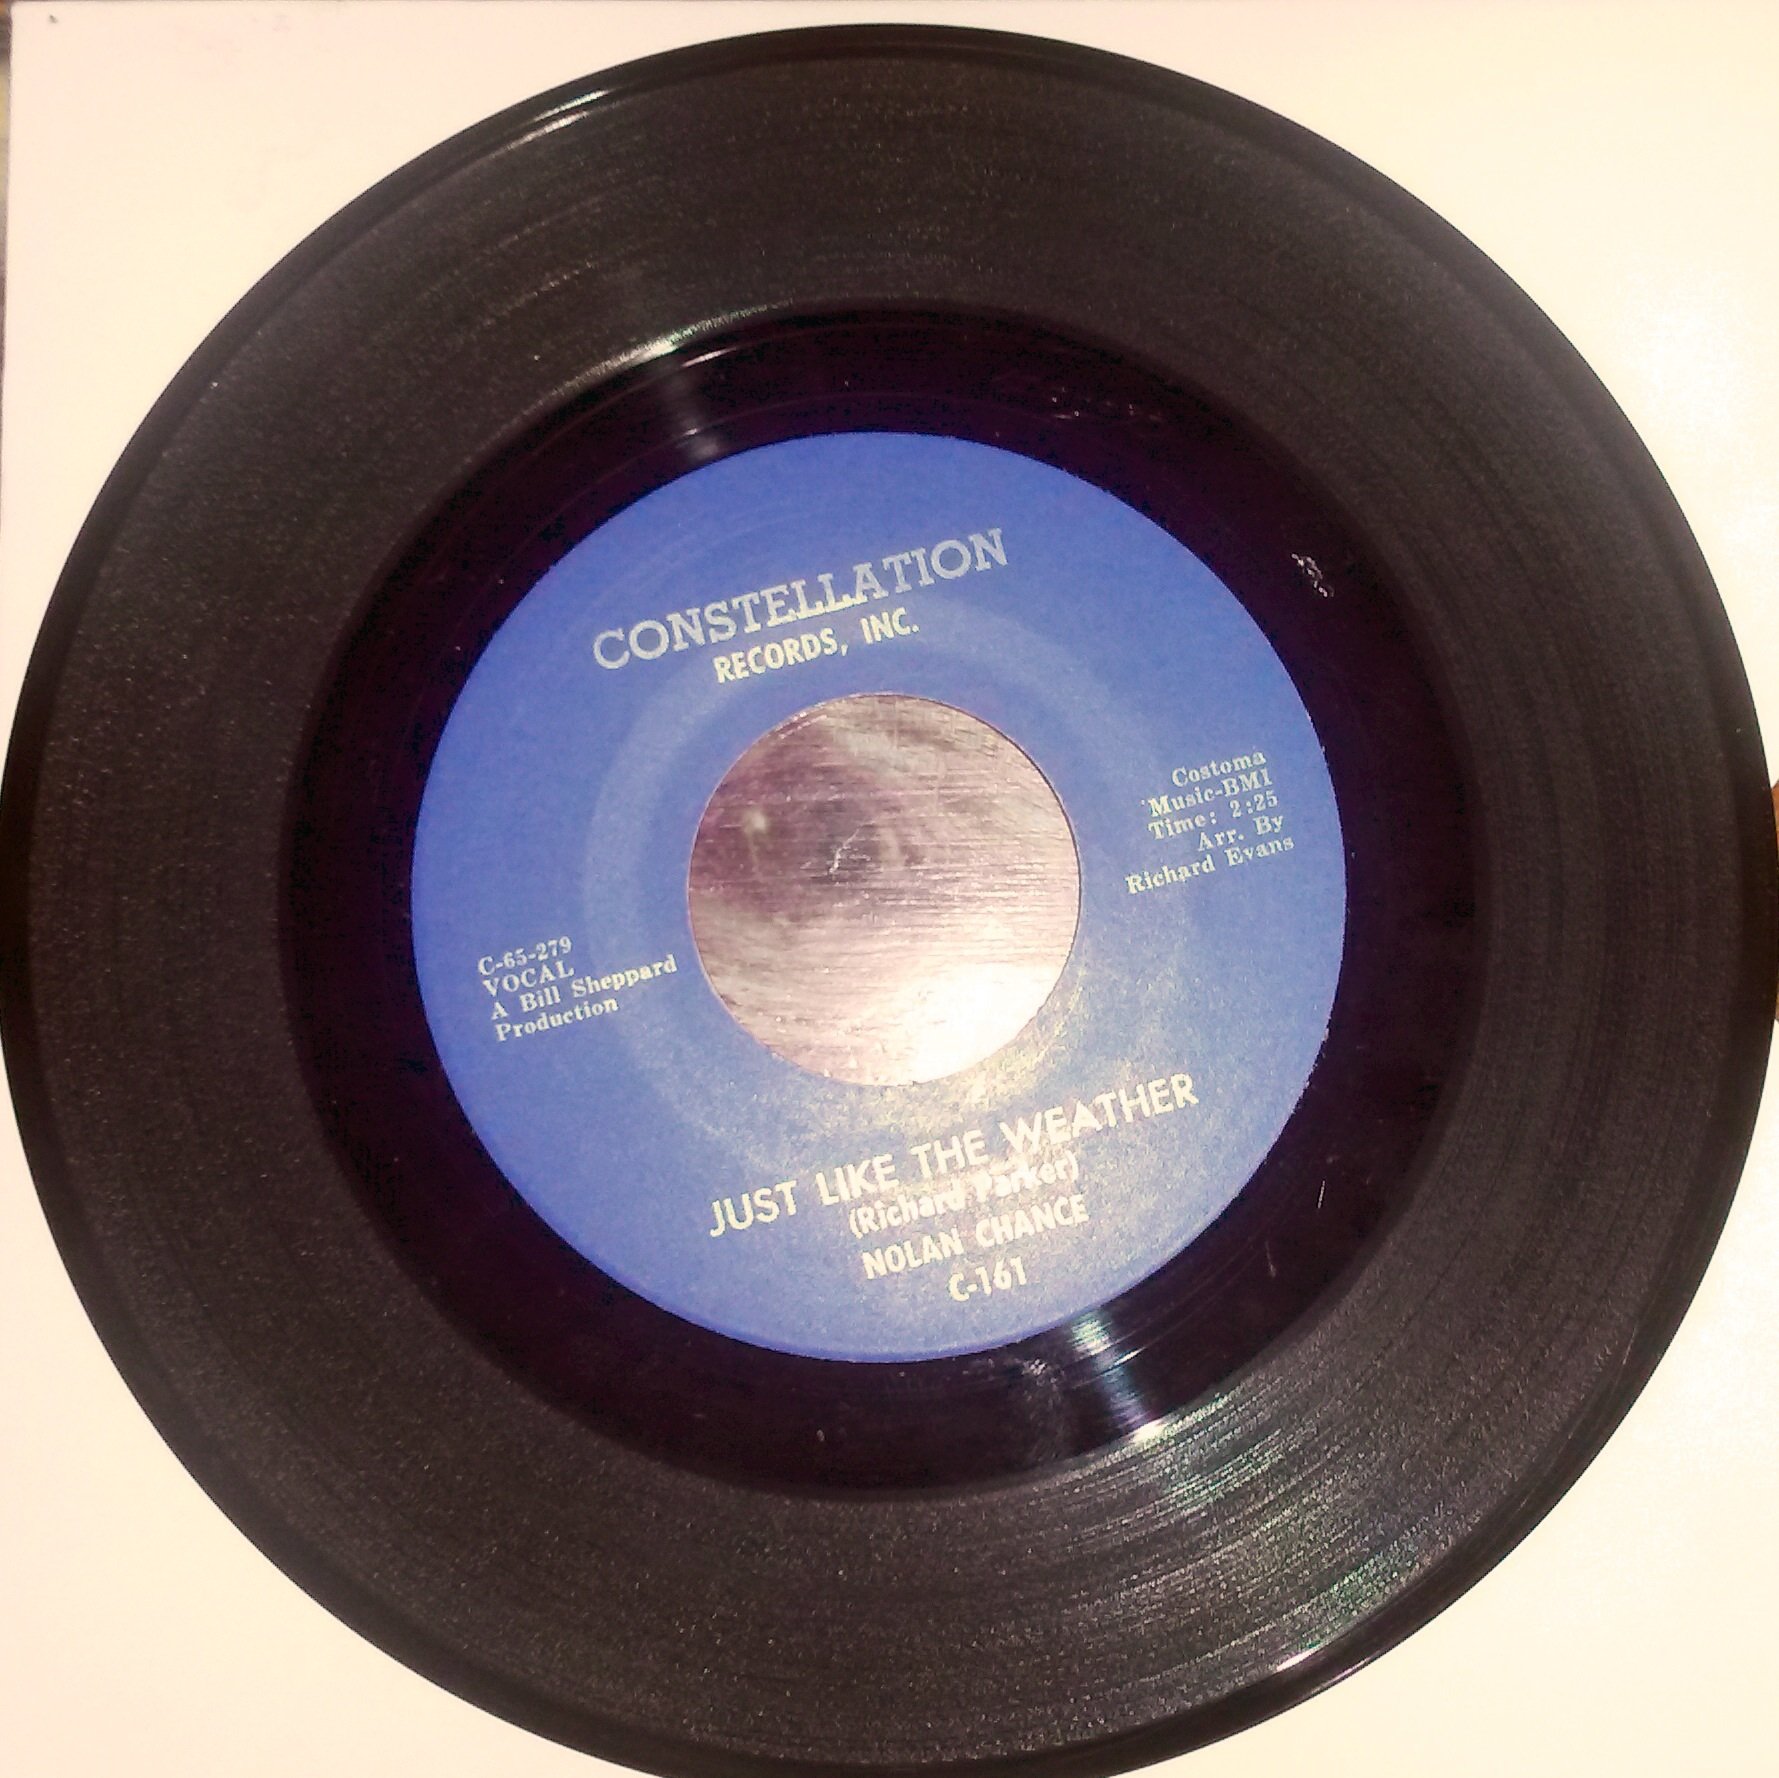 CONSTELLATION
RECORDS, INC.
Costoma
Music-BMI
Time: 2:25
Arr. By
Richard Evans
C-65-279
VOCAL
A Bill Sheppard
Production
JUST LIKE THE WEATHER
(Richard Parker)
NOLAN CHANCE
C-161